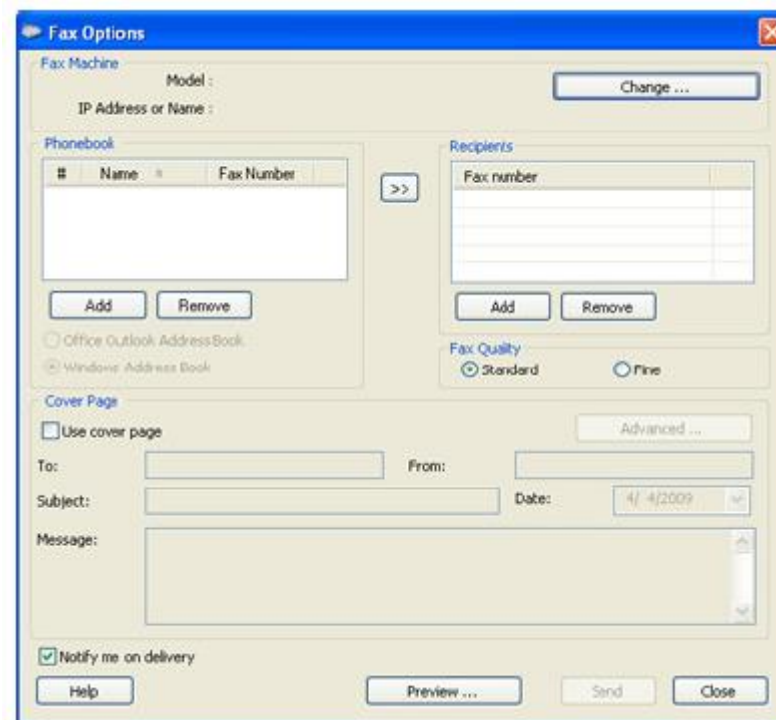 Fax Options
Fax Machine
Model :
Change ...
IP Address or Name :
Phonebook
# Name Fax Number
Add Remove
Office Outlook Address Book
Windows Address Book
>>
Recipients
Fax number
Add Remove
Fax Quality
Standard Fine
Cover Page
Use cover page
Advanced ...
To: From:
Subject: Date: 4/ 4/2009
Message:
Notify me on delivery
Help Preview ... Send Close